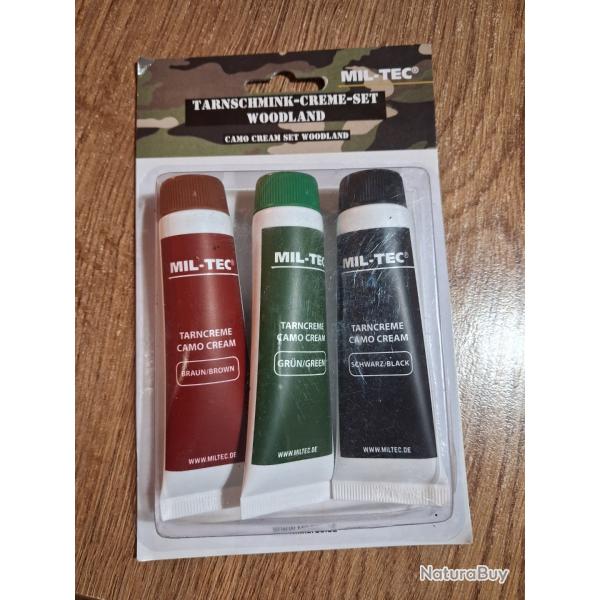 MIL-TEC®
TARNSCHMINK-CREME-SET
WOODLAND
CAMO CREAM SET WOODLAND
MIL-TEC®
TARNCREME
CAMO CREAM
BRAUN/BROWN
WWW.MILTEC.DE
MIL-TEC
TARNCREME
CAMO CREAM
GRÜN/GREEN
WWW.MILTEC.DE
MIL-TEC®
TARNCREME
CAMO CREAM
SCHWARZ/BLACK
WWW.MILTEC.DE
NaturaBuy